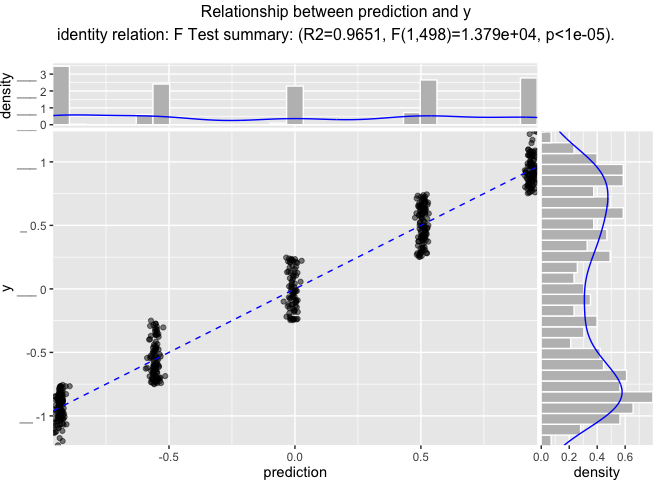 Relationship between prediction and y
identity relation: F Test summary: (R2=0.9651, F(1,498)=1.379e+04, p<1e-05).
density
3
2
1
0
y
1
0.5
0
-0.5
-1
-0.5
0.0
0.5
prediction
0.0
0.2
0.4
0.6
density